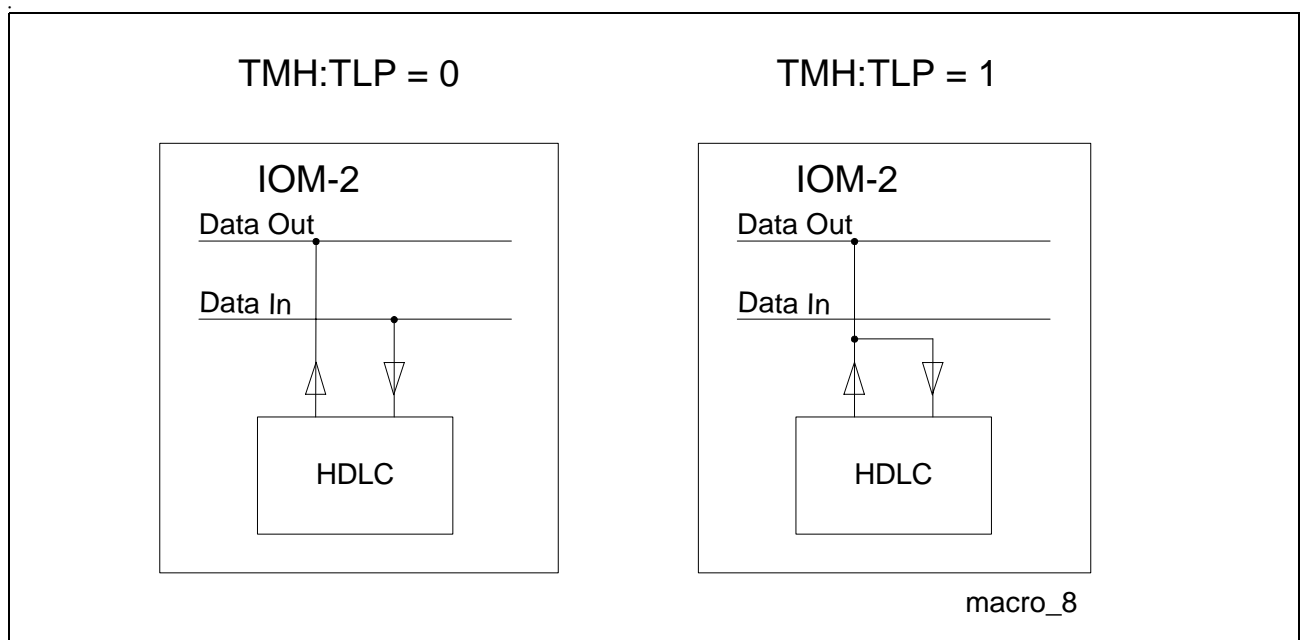 TMH:TLP = 0
TMH:TLP = 1
IOM-2
Data Out
Data In
HDLC
IOM-2
Data Out
Data In
HDLC
macro_8